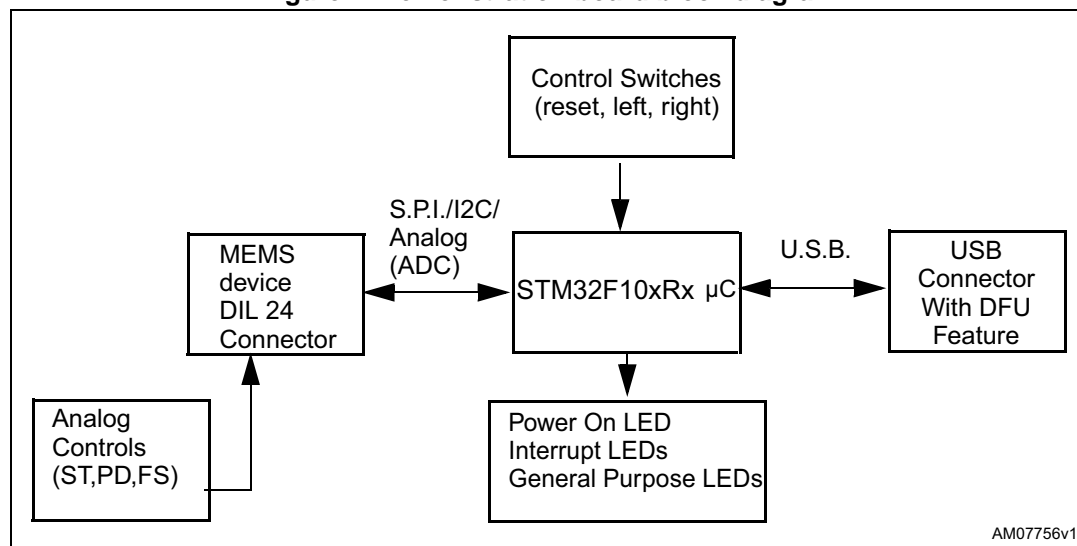 Control Switches
(reset, left, right)
S.P.I./I2C/
Analog
(ADC)
MEMS
device
DIL 24
Connector
STM32F10xRx µC
U.S.B.
USB
Connector
With DFU
Feature
Analog
Controls
(ST,PD,FS)
Power On LED
Interrupt LEDs
General Purpose LEDs
AM07756v1